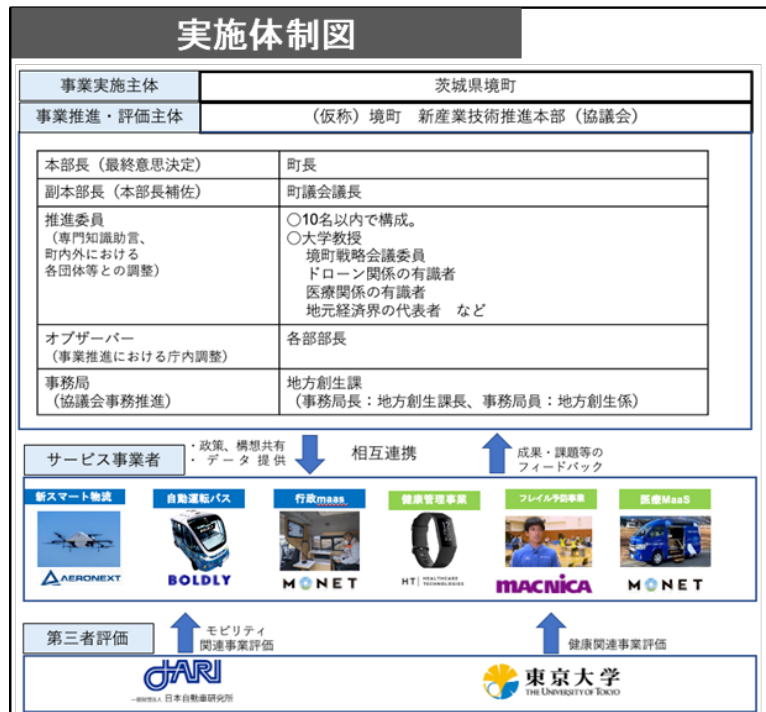 実施体制図
事業実施主体
茨城県境町
事業推進・評価主体
（仮称）境町　新産業技術推進本部（協議会）
本部長（最終意思決定）
町長
副本部長（本部長補佐）
町議会議長
推進委員
（専門知識助言、
町内外における
各団体等との調整）
○10名以内で構成。
○大学教授
境町戦略会議委員
ドローン関係の有識者
医療関係の有識者
地元経済界の代表者　など
オブザーバー
（事業推進における庁内調整）
各部部長
事務局
（協議会事務推進）
地方創生課
（事務局長：地方創生課長、事務局員：地方創生係）
サービス事業者
・政策、構想共有
・データ提供
相互連携
成果・課題等の
フィードバック
新スマート物流
自動運転バス
行政maas
健康管理事業
フレイル予防事業
医療MaaS
AERONEXT
BOLDLY
MONET
HT HEALTHCARE
TECHNOLOGIES
MACNICA
MONET
第三者評価
モビリティ
関連事業評価
健康関連事業評価
JARI
一般財団法人 日本自動車研究所
東京大学
THE UNIVERSITY OF TOKYO